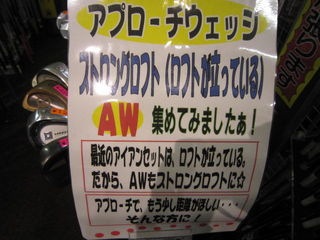 アプローチウェッジ
ストロングロフト(ロフトが立っている)
AW 集めてみましたぁ!
最近のアイアンセットは、ロフトが立っている。
だから、AWもストロングロフトに☆
アプローチで、もう少し距離がほしい・・・
そんな方に!